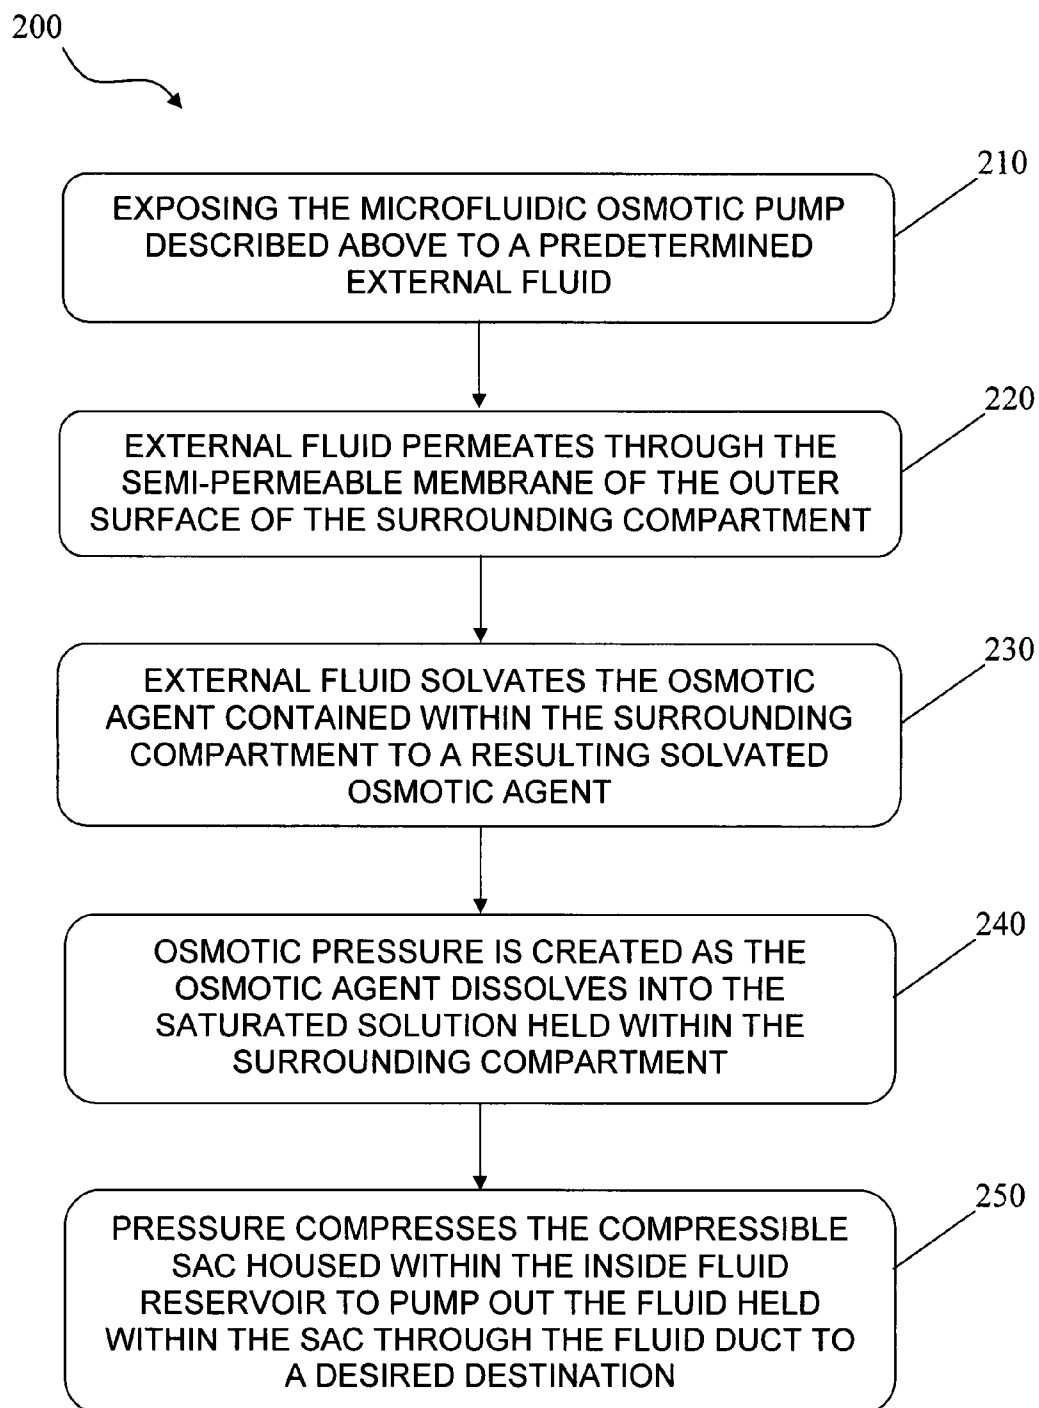 200
210
EXPOSING THE MICROFLUIDIC OSMOTIC PUMP
DESCRIBED ABOVE TO A PREDETERMINED
EXTERNAL FLUID
220
EXTERNAL FLUID PERMEATES THROUGH THE
SEMI-PERMEABLE MEMBRANE OF THE OUTER
SURFACE OF THE SURROUNDING COMPARTMENT
230
EXTERNAL FLUID SOLVATES THE OSMOTIC
AGENT CONTAINED WITHIN THE SURROUNDING
COMPARTMENT TO A RESULTING SOLVATED
OSMOTIC AGENT
240
OSMOTIC PRESSURE IS CREATED AS THE
OSMOTIC AGENT DISSOLVES INTO THE
SATURATED SOLUTION HELD WITHIN THE
SURROUNDING COMPARTMENT
250
PRESSURE COMPRESSES THE COMPRESSIBLE
SAC HOUSED WITHIN THE INSIDE FLUID
RESERVOIR TO PUMP OUT THE FLUID HELD
WITHIN THE SAC THROUGH THE FLUID DUCT TO
A DESIRED DESTINATION